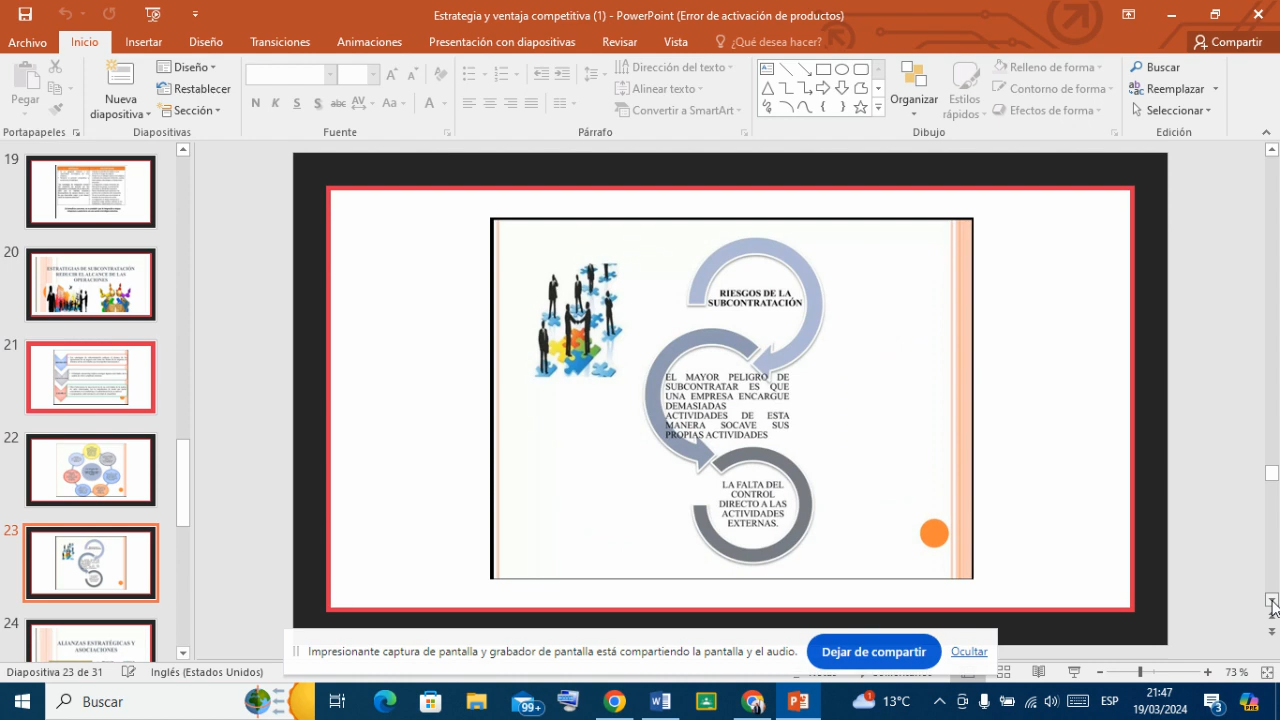 Estrategia y ventaja competitiva (1) - PowerPoint (Error de activación de productos)
Archivo Inicio Insertar Diseño Transiciones Animaciones Presentación con diapositivas Revisar Vista ¿Qué desea hacer? Compartir
Pegar
Nueva diapositiva
Diseño
Restablecer
Sección
N K S S abc AV Aa A
Dirección del texto
Alinear texto
Convertir a SmartArt
Organizar
Estilos rápidos
Relleno de forma
Contorno de forma
Efectos de forma
Buscar
Reemplazar
Seleccionar
Portapapeles Diapositivas Fuente Párrafo Dibujo Edición
19
20
ESTRATEGIAS DE SUBCONTRATACIÓN
REDUCIR EL ALCANCE DE LAS
OPERACIONES
21
22
23
24
ALIANZAS ESTRATÉGICAS Y
ASOCIACIONES
RIESGOS DE LA
SUBCONTRATACIÓN
EL MAYOR PELIGRO DE
SUBCONTRATAR ES QUE
UNA EMPRESA ENCARGUE
DEMASIADAS
ACTIVIDADES DE ESTA
MANERA SOCAVE SUS
PROPIAS ACTIVIDADES
LA FALTA DEL
CONTROL
DIRECTO A LAS
ACTIVIDADES
EXTERNAS.
Impresionante captura de pantalla y grabador de pantalla está compartiendo la pantalla y el audio. Dejar de compartir Ocultar
Diapositiva 23 de 31 Inglés (Estados Unidos) 73 %
Buscar 99+ 1 13°C ESP 21:47
19/03/2024 3 PRE